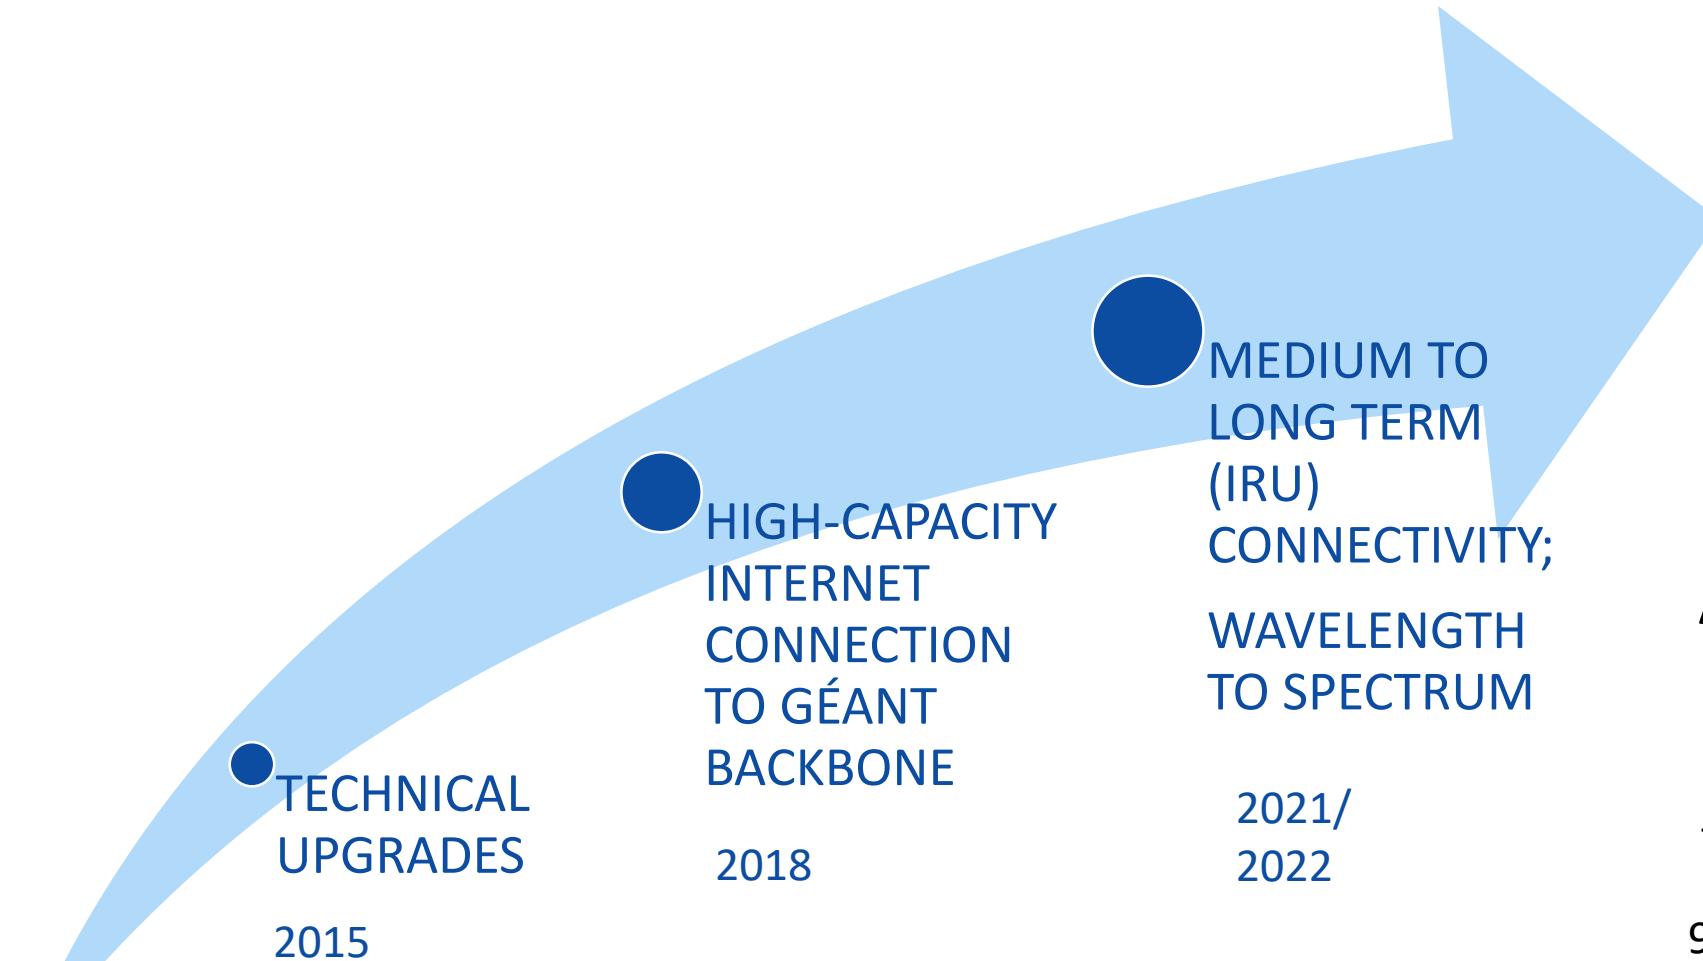 TECHNICAL
UPGRADES
2015
HIGH-CAPACITY
INTERNET
CONNECTION
TO GÉANT
BACKBONE
2018
MEDIUM TO
LONG TERM
(IRU)
CONNECTIVITY;
WAVELENGTH
TO SPECTRUM
2021/
2022